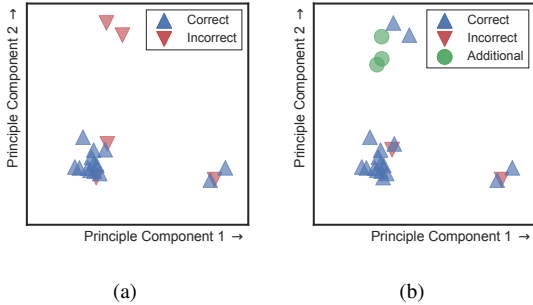 Correct
Incorrect
Principle Component 2 →
Principle Component 1 →
(a)
Correct
Incorrect
Additional
Principle Component 2 →
Principle Component 1 →
(b)